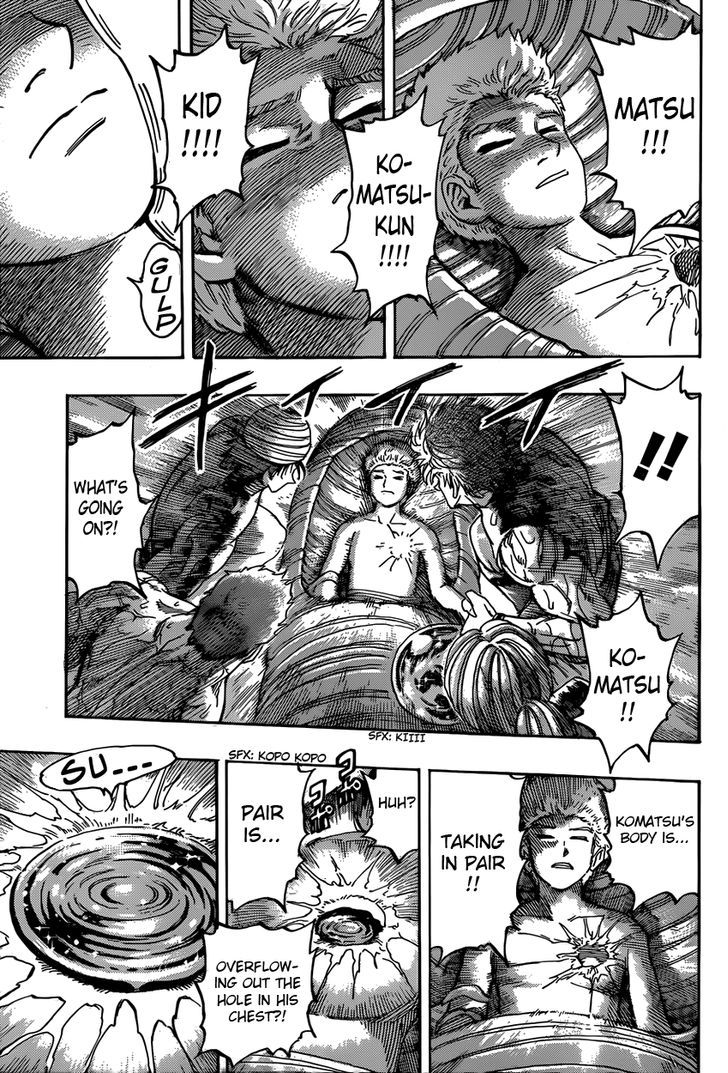 MATSU
!!!
KO-
MATSU-
KUN
!!!!
KID
!!!!
GULP
!!
WHAT'S
GOING
ON?!
KO-
MATSU
!!
SFX: KIIII
KOMATSU'S
BODY IS...
TAKING
IN PAIR
!!
SFX: KOPO KOPO
HUH?
PAIR
IS...
OVERFLOW-
ING OUT THE
HOLE IN HIS
CHEST?!
SU...